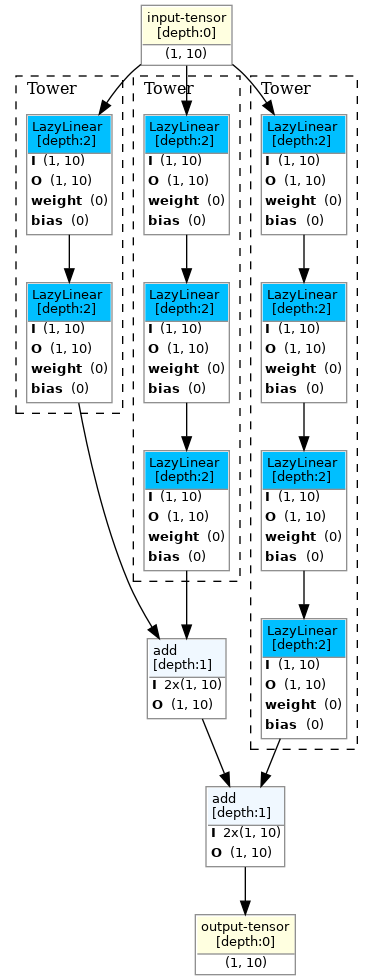 input-tensor
[depth:0]
(1, 10)
Tower
LazyLinear
[depth:2]
I (1, 10)
O (1, 10)
weight (0)
bias (0)
LazyLinear
[depth:2]
I (1, 10)
O (1, 10)
weight (0)
bias (0)
Tower
LazyLinear
[depth:2]
I (1, 10)
O (1, 10)
weight (0)
bias (0)
LazyLinear
[depth:2]
I (1, 10)
O (1, 10)
weight (0)
bias (0)
LazyLinear
[depth:2]
I (1, 10)
O (1, 10)
weight (0)
bias (0)
Tower
LazyLinear
[depth:2]
I (1, 10)
O (1, 10)
weight (0)
bias (0)
LazyLinear
[depth:2]
I (1, 10)
O (1, 10)
weight (0)
bias (0)
LazyLinear
[depth:2]
I (1, 10)
O (1, 10)
weight (0)
bias (0)
LazyLinear
[depth:2]
I (1, 10)
O (1, 10)
weight (0)
bias (0)
add
[depth:1]
I 2x(1, 10)
O (1, 10)
add
[depth:1]
I 2x(1, 10)
O (1, 10)
output-tensor
[depth:0]
(1, 10)